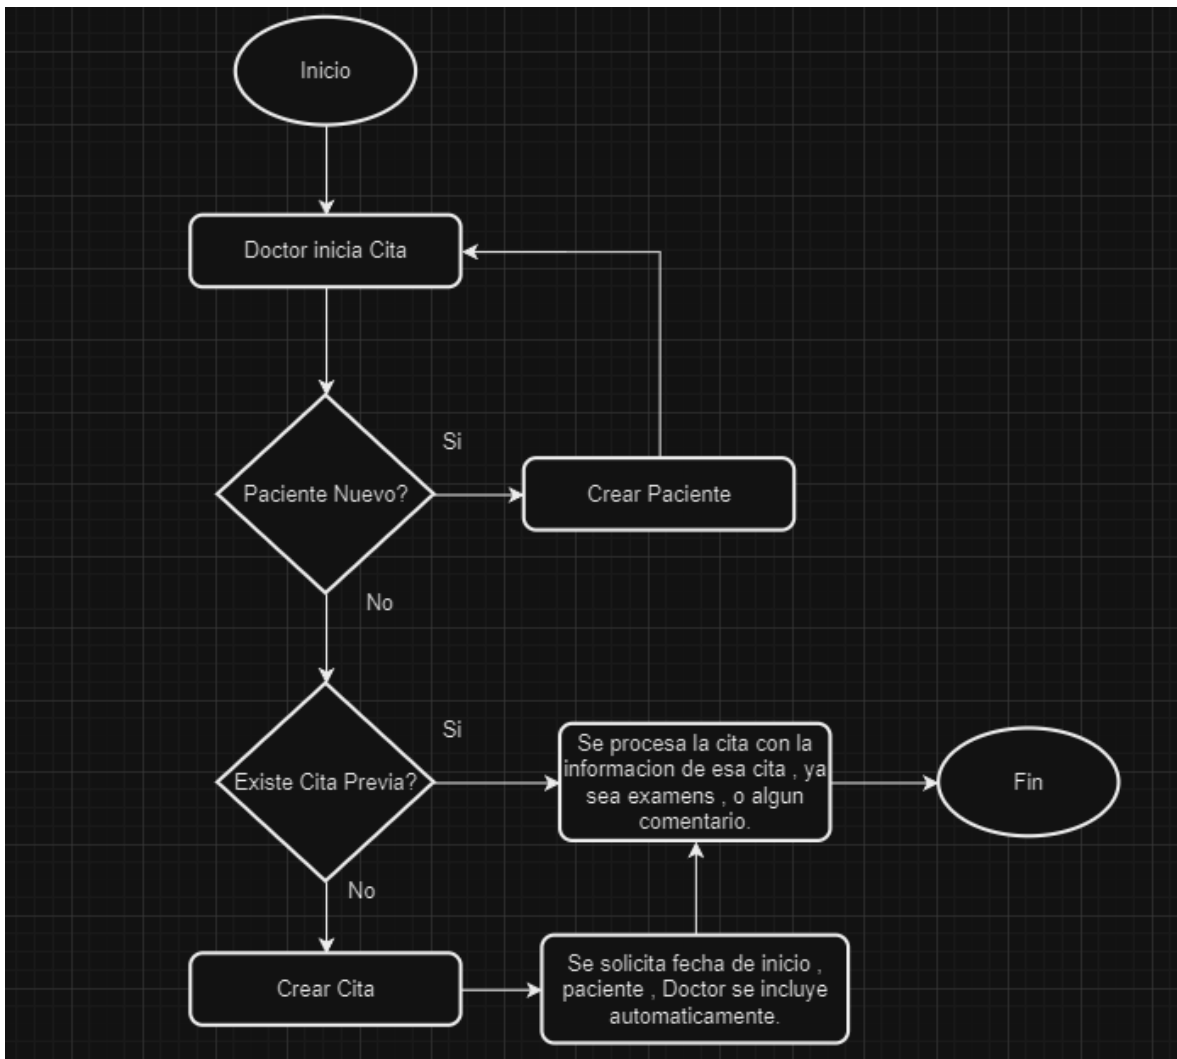 Inicio
Doctor inicia Cita
Si
Paciente Nuevo?
Crear Paciente
No
Si
Existe Cita Previa?
Se procesa la cita con la
informacion de esa cita , ya
sea examens , o algun
comentario.
Fin
No
Crear Cita
Se solicita fecha de inicio ,
paciente , Doctor se incluye
automaticamente.